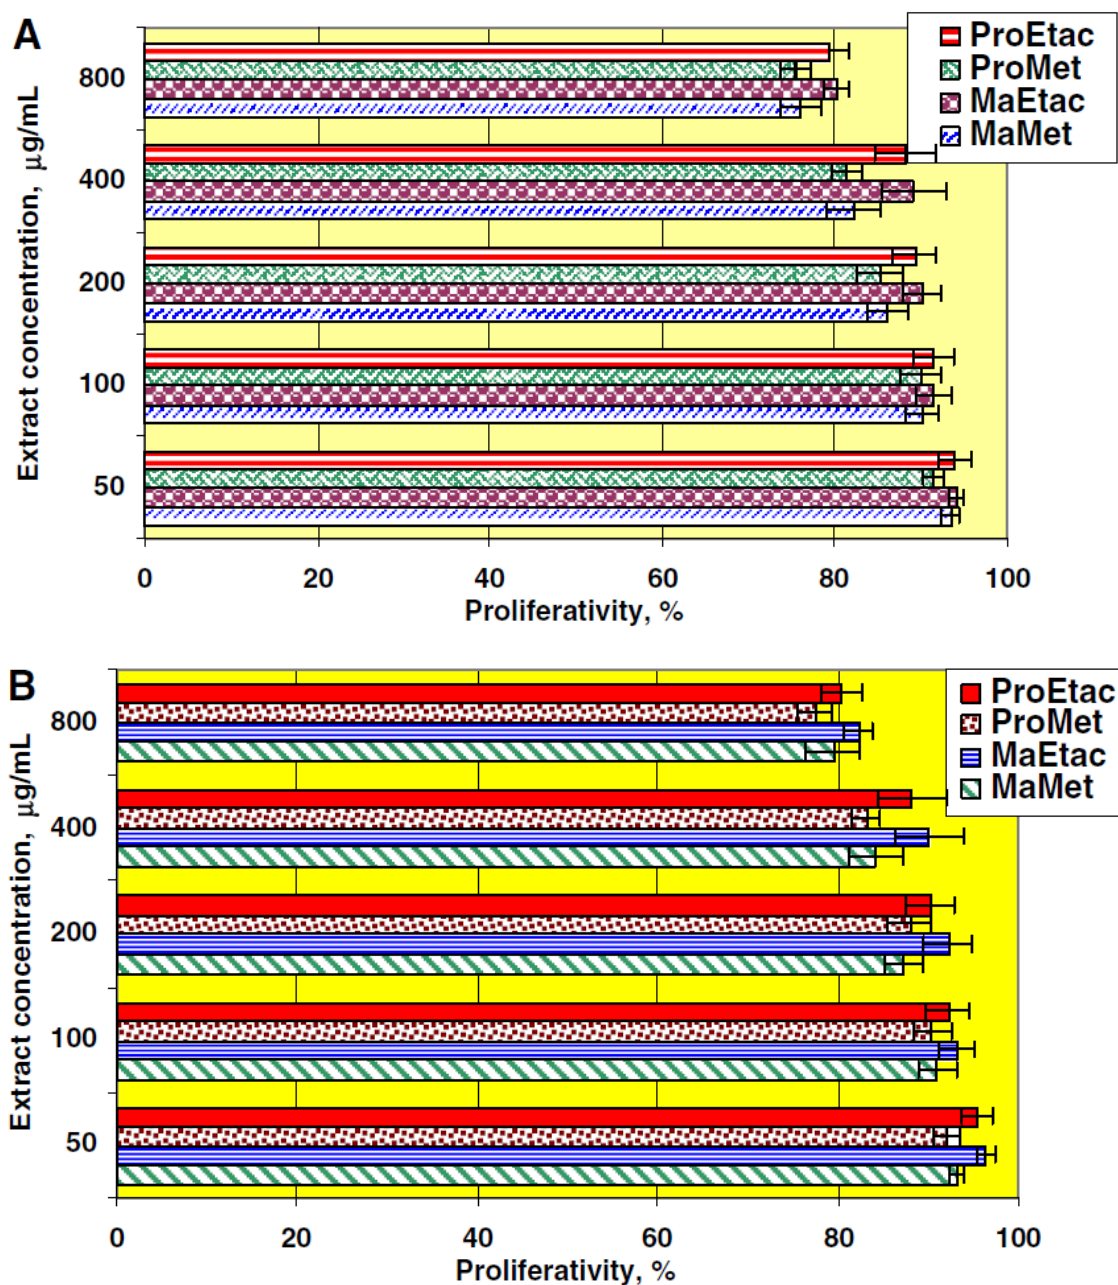 A
ProEtac
ProMet
MaEtac
MaMet
Extract concentration, μg/mL
800
400
200
100
50
0 20 40 60 80 100
Proliferativity, %
B
ProEtac
ProMet
MaEtac
MaMet
Extract concentration, μg/mL
800
400
200
100
50
0 20 40 60 80 100
Proliferativity, %